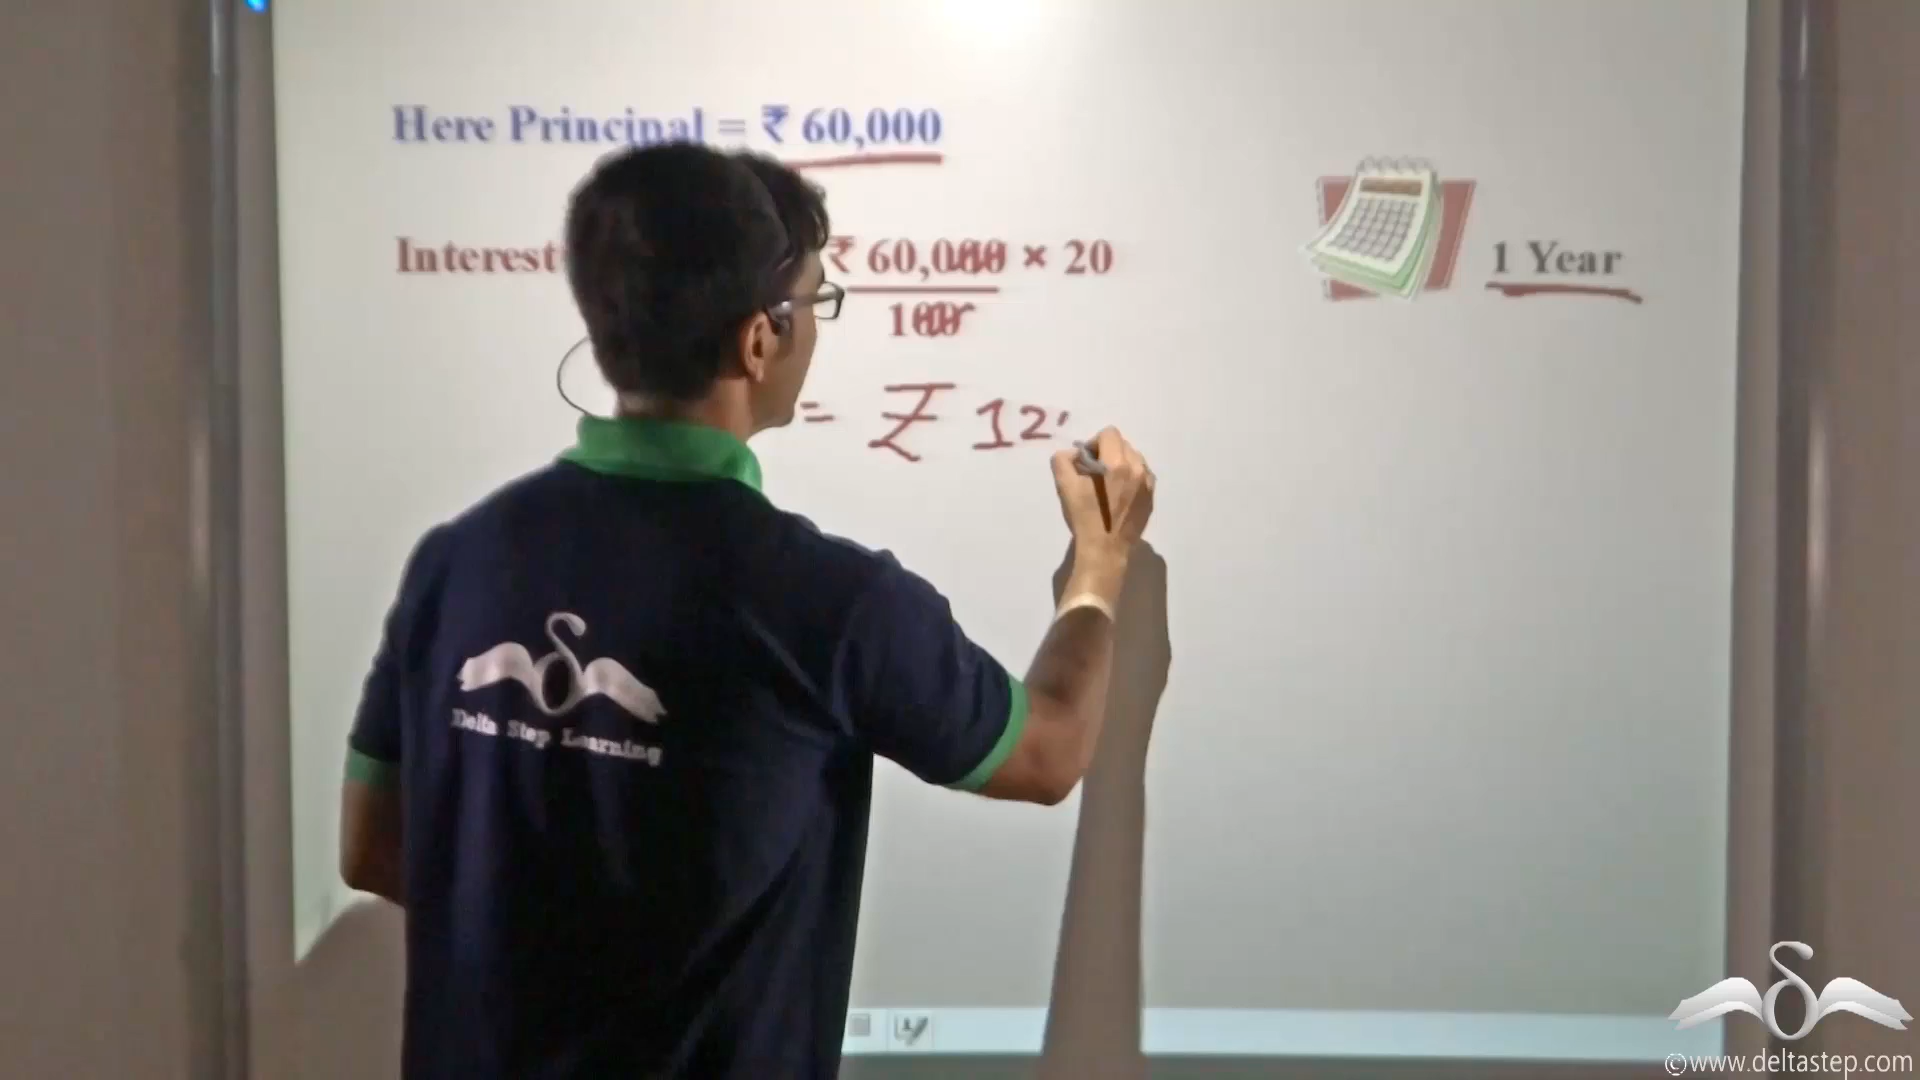 Here Principal = ₹ 60,000
Interest ₹ 60,000 × 20
100
= ₹ 12,
1 Year
Delta Step Learning
©www.deltastep.com